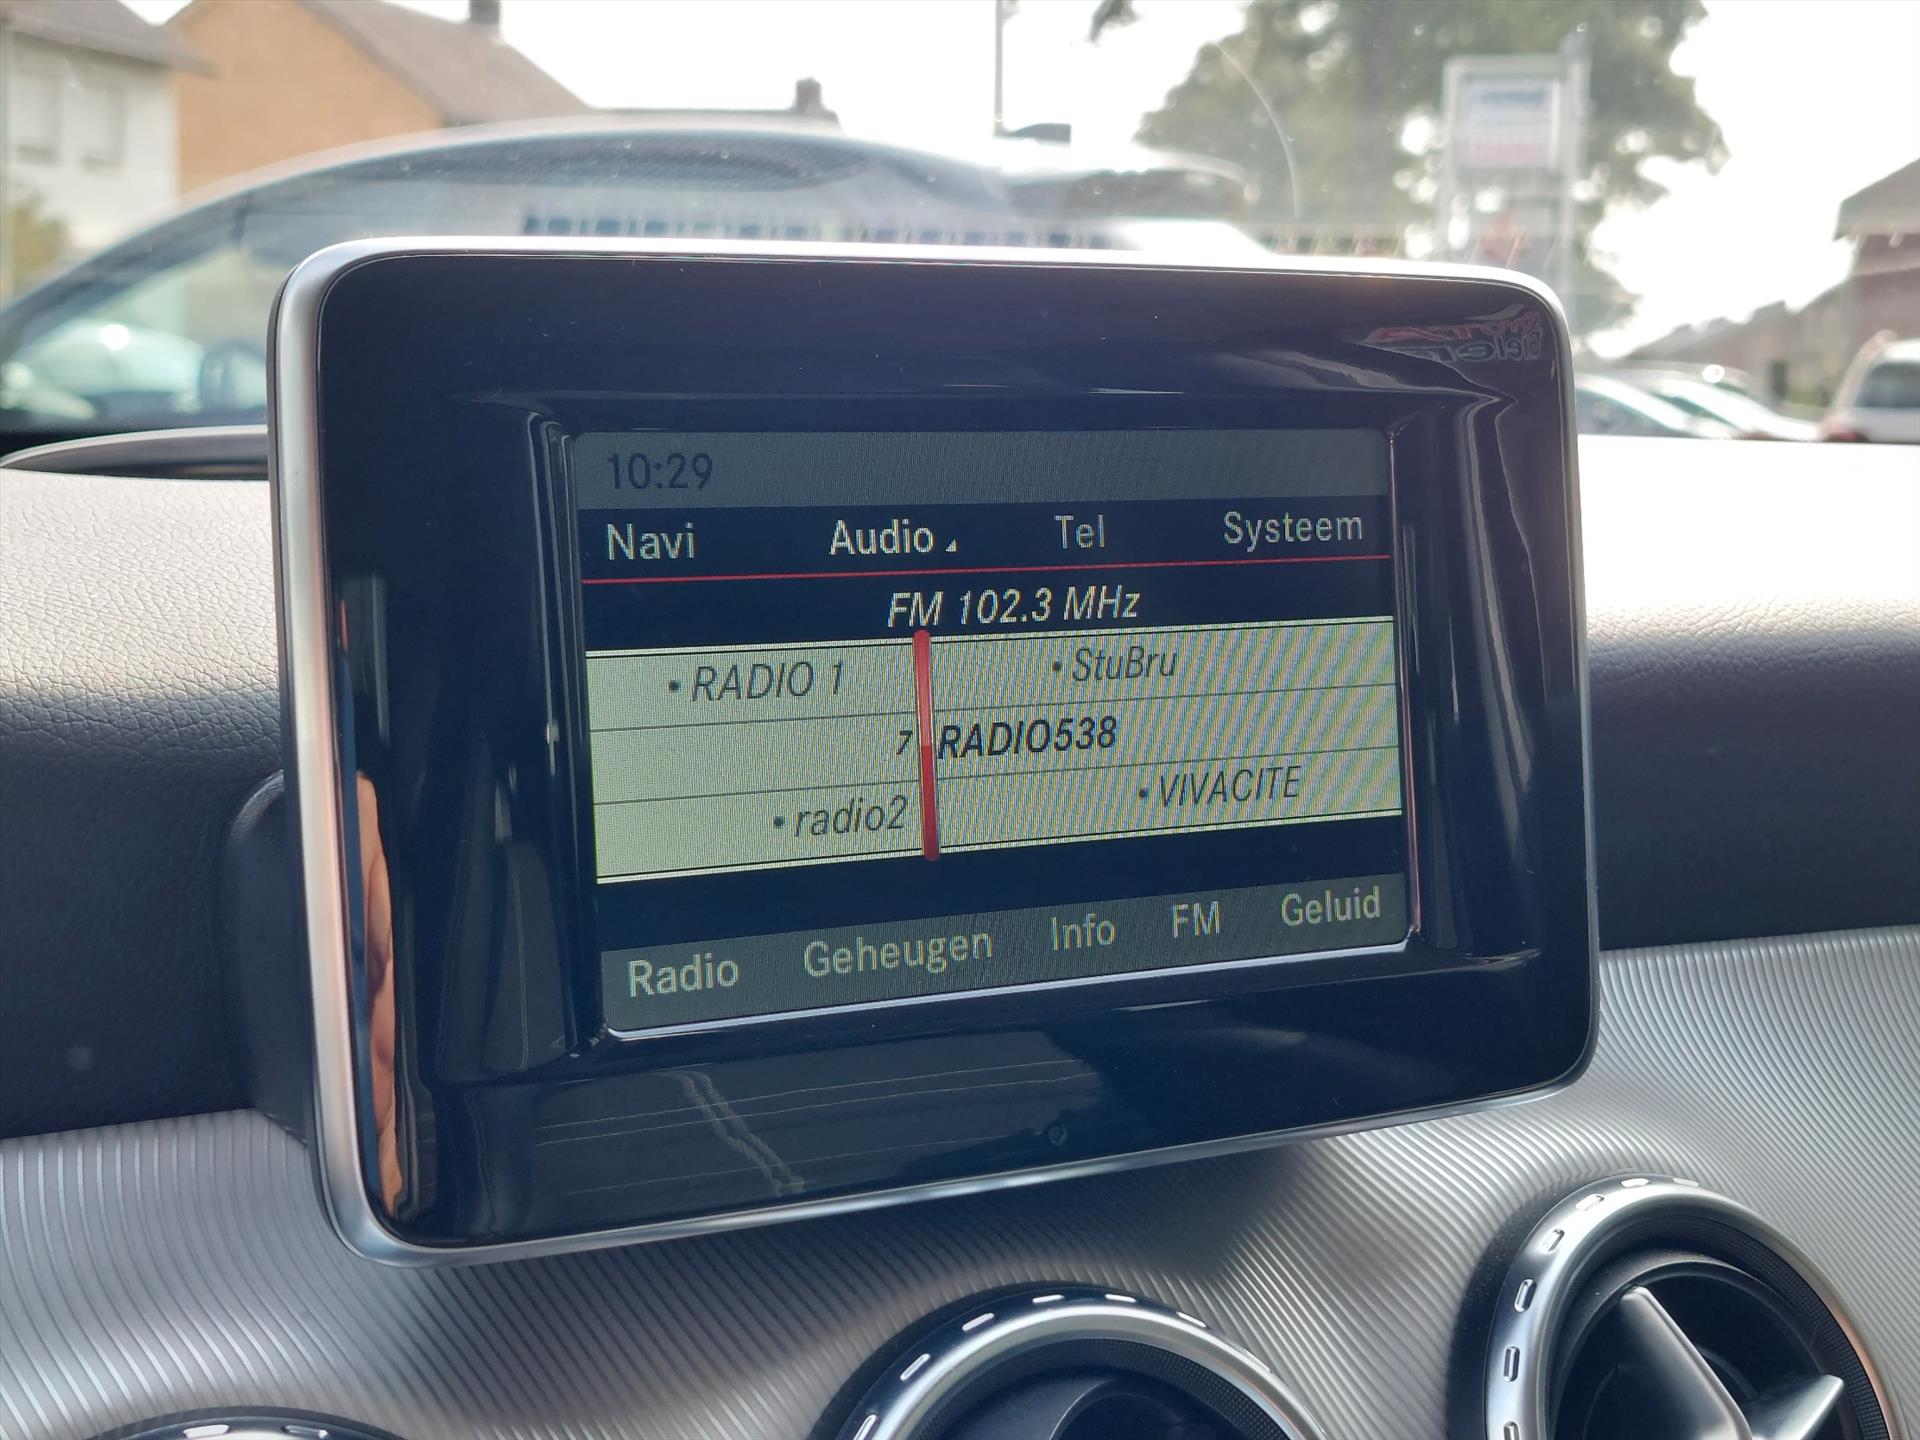 10:29
Navi Audio Tel Systeem
FM 102.3 MHz
•RADIO 1 •StuBru
7 RADIO538
•radio2 •VIVACITE
Radio Geheugen Info FM Geluid